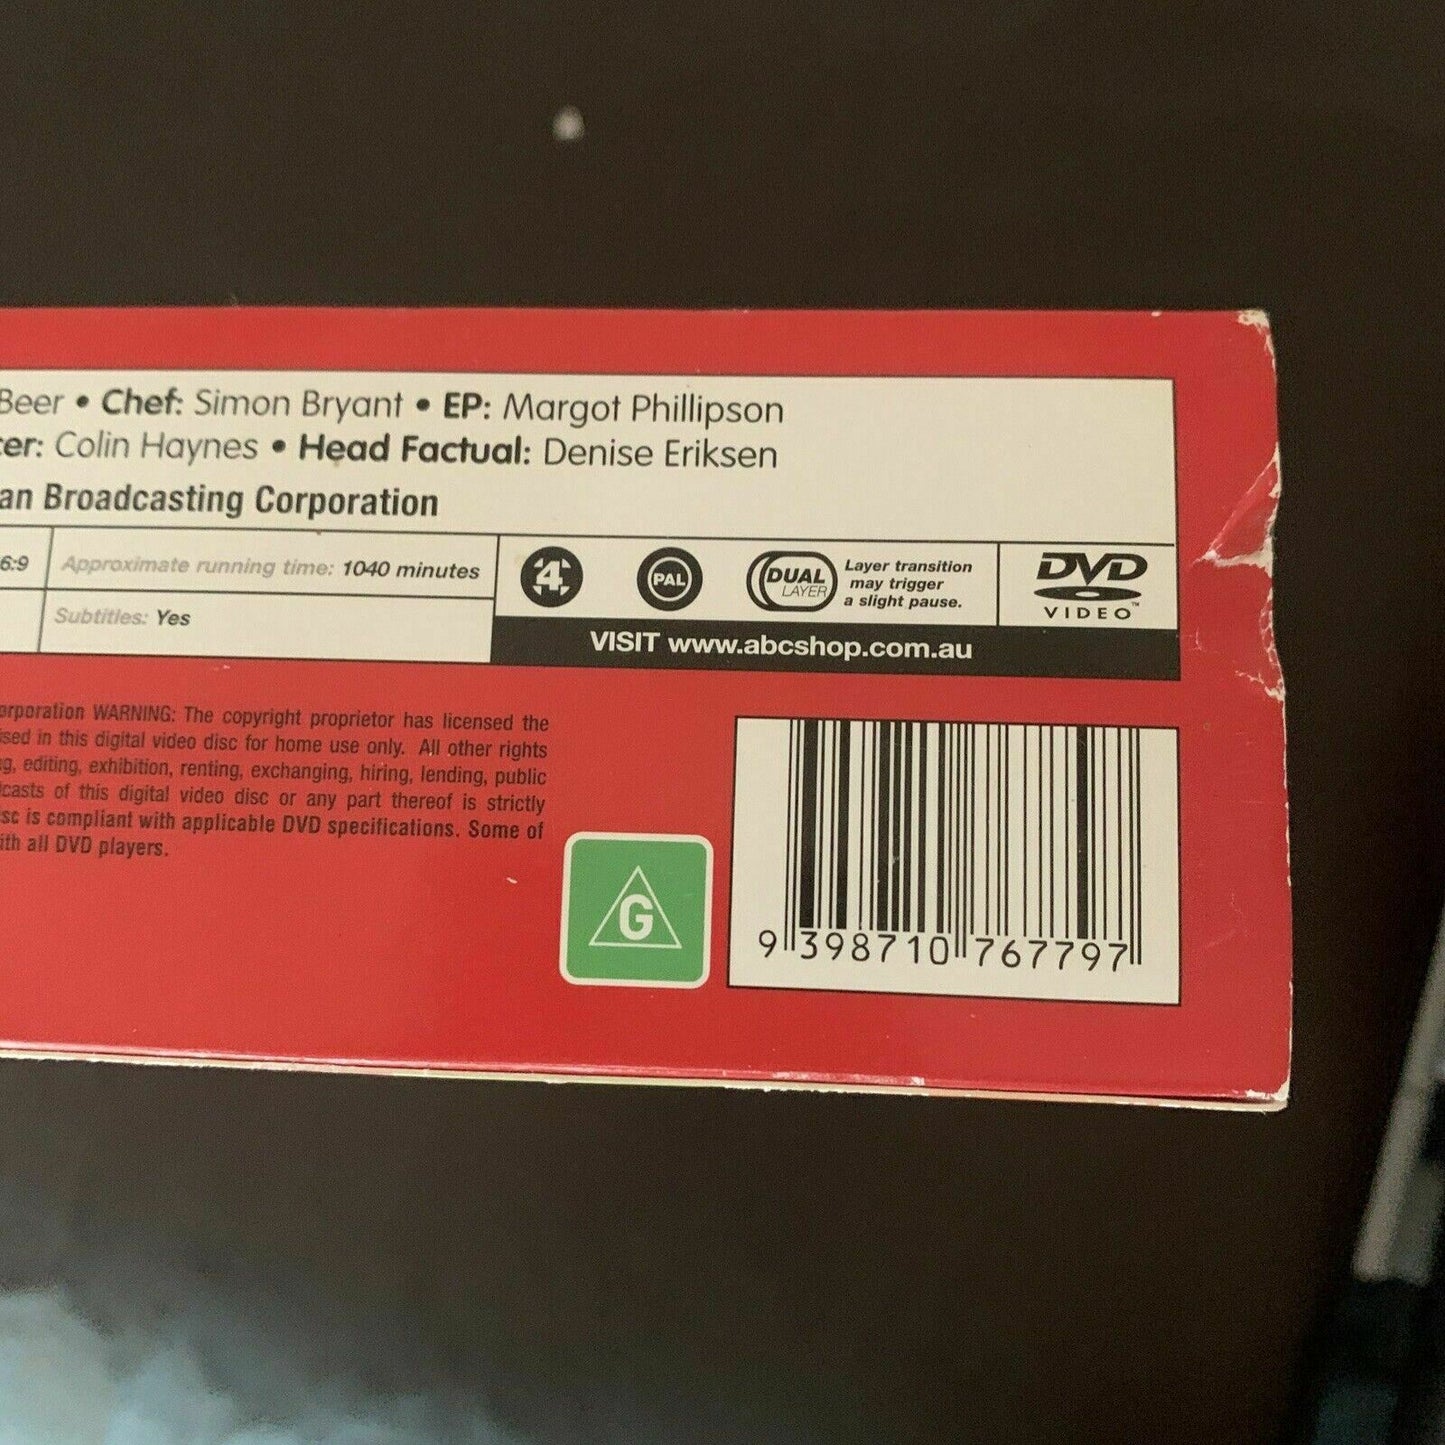 Beer • Chef: Simon Bryant • EP: Margot Phillipson
cer: Colin Haynes • Head Factual: Denise Eriksen
an Broadcasting Corporation
6:9
Approximate running time: 1040 minutes
Subtitles: Yes
4
PAL
DUAL
LAYER
Layer transition
may trigger
a slight pause.
DVD
VIDEO™
VISIT www.abcshop.com.au
orporation WARNING: The copyright proprietor has licensed the
ised in this digital video disc for home use only. All other rights
g, editing, exhibition, renting, exchanging, hiring, lending, public
casts of this digital video disc or any part thereof is strictly
sc is compliant with applicable DVD specifications. Some of
ith all DVD players.
G
9 398710 767797